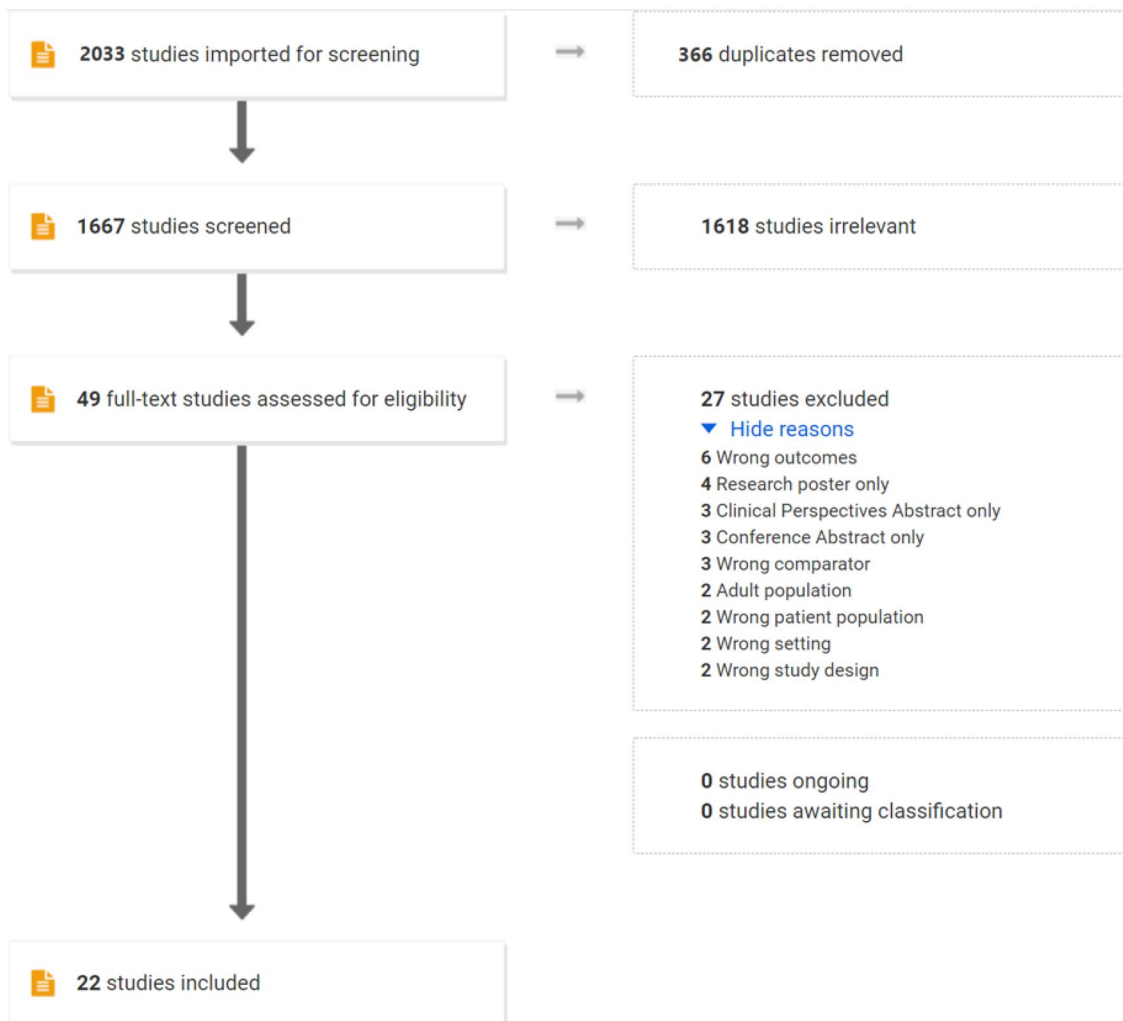 2033 studies imported for screening
366 duplicates removed
1667 studies screened
1618 studies irrelevant
49 full-text studies assessed for eligibility
27 studies excluded
Hide reasons
6 Wrong outcomes
4 Research poster only
3 Clinical Perspectives Abstract only
3 Conference Abstract only
3 Wrong comparator
2 Adult population
2 Wrong patient population
2 Wrong setting
2 Wrong study design
0 studies ongoing
0 studies awaiting classification
22 studies included